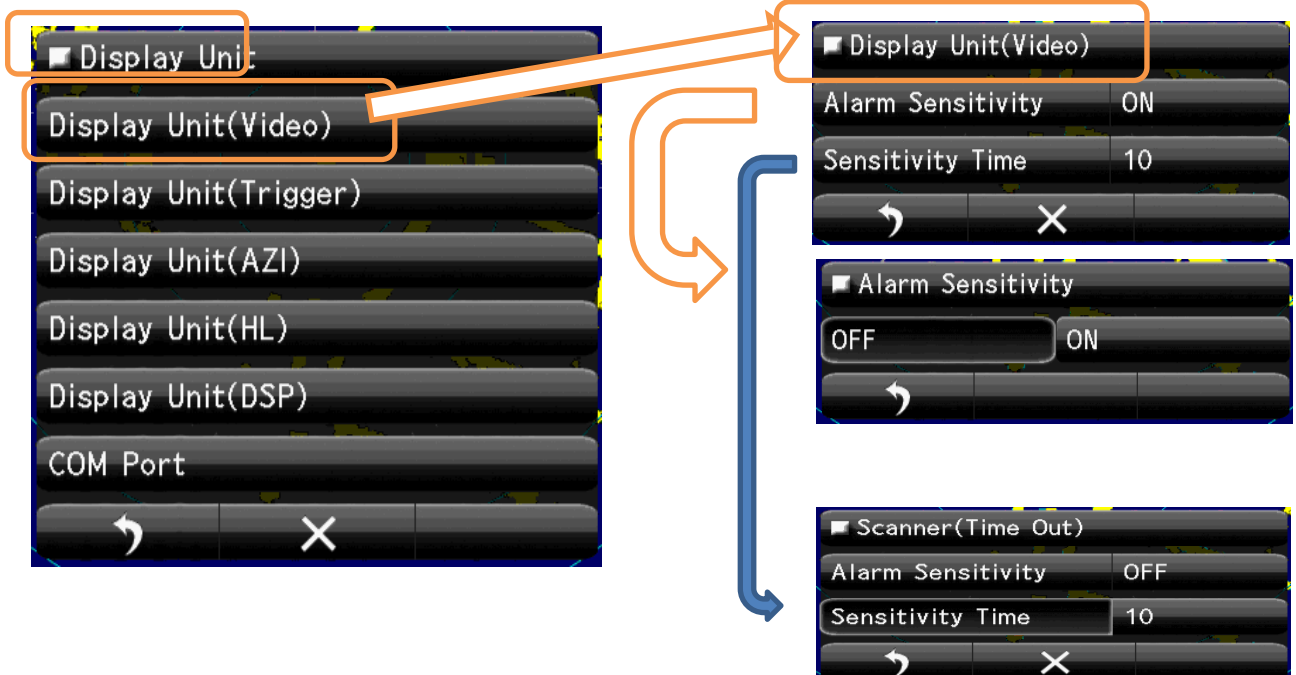 Display Unit
Display Unit(Video)
Display Unit(Trigger)
Display Unit(AZI)
Display Unit(HL)
Display Unit(DSP)
COM Port
Display Unit(Video)
Alarm Sensitivity ON
Sensitivity Time 10
Alarm Sensitivity
OFF ON
Scanner(Time Out)
Alarm Sensitivity OFF
Sensitivity Time 10